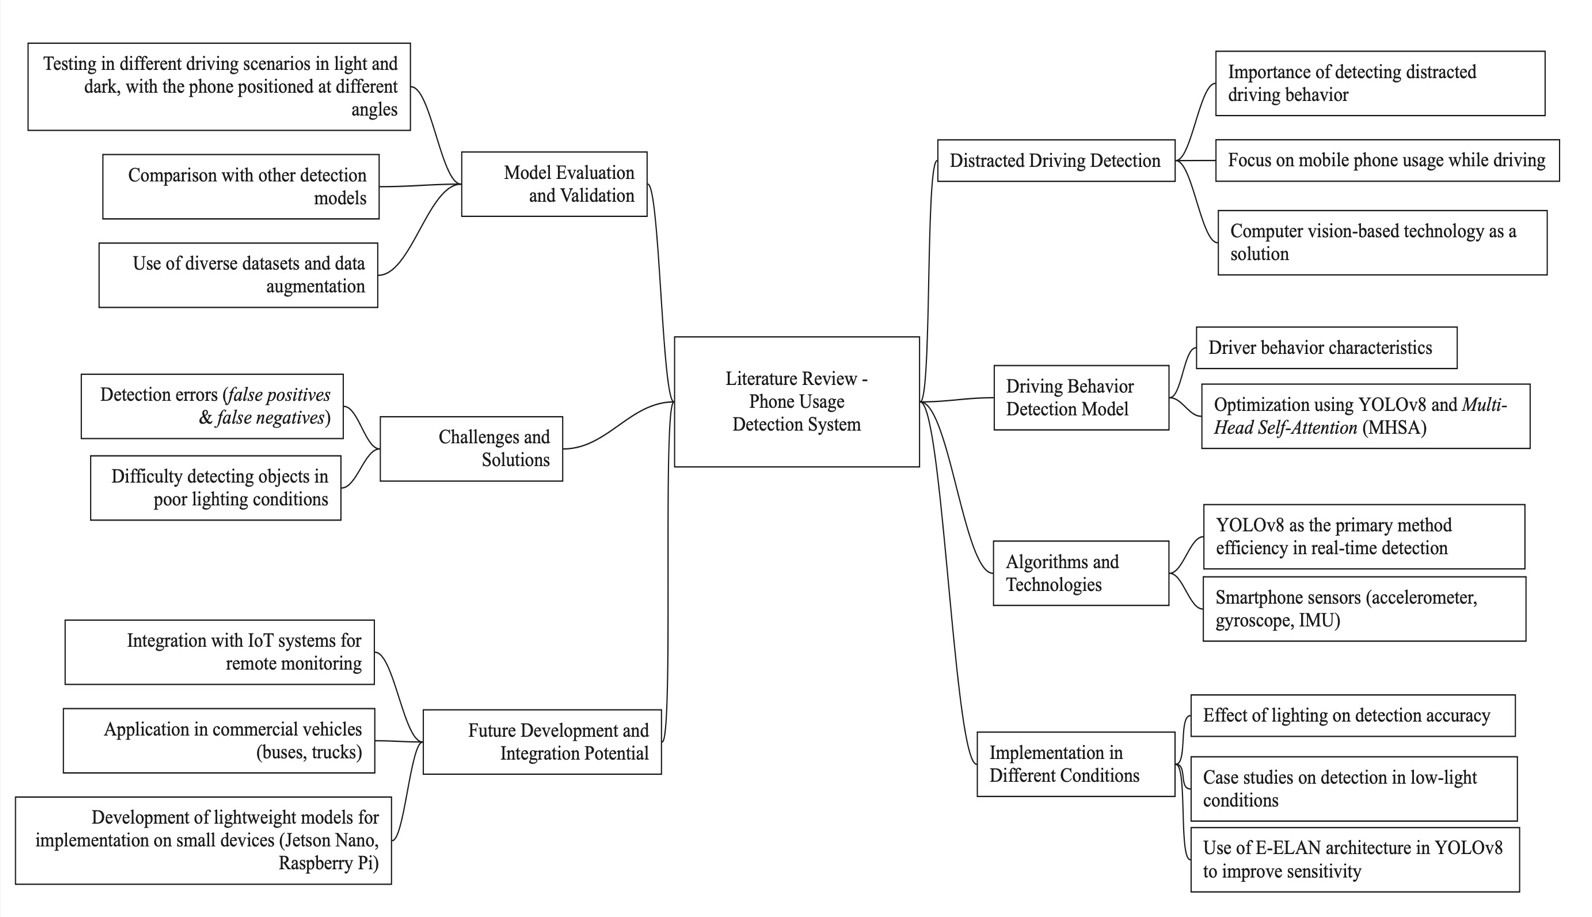 Testing in different driving scenarios in light and
dark, with the phone positioned at different
angles
Comparison with other detection
models
Use of diverse datasets and data
augmentation
Model Evaluation
and Validation
Detection errors (false positives
& false negatives)
Difficulty detecting objects in
poor lighting conditions
Challenges and
Solutions
Integration with IoT systems for
remote monitoring
Application in commercial vehicles
(buses, trucks)
Development of lightweight models for
implementation on small devices (Jetson Nano,
Raspberry Pi)
Future Development and
Integration Potential
Literature Review -
Phone Usage
Detection System
Distracted Driving Detection
Importance of detecting distracted
driving behavior
Focus on mobile phone usage while driving
Computer vision-based technology as a
solution
Driving Behavior
Detection Model
Driver behavior characteristics
Optimization using YOLOv8 and Multi-
Head Self-Attention (MHSA)
Algorithms and
Technologies
YOLOv8 as the primary method
efficiency in real-time detection
Smartphone sensors (accelerometer,
gyroscope, IMU)
Implementation in
Different Conditions
Effect of lighting on detection accuracy
Case studies on detection in low-light
conditions
Use of E-ELAN architecture in YOLOv8
to improve sensitivity